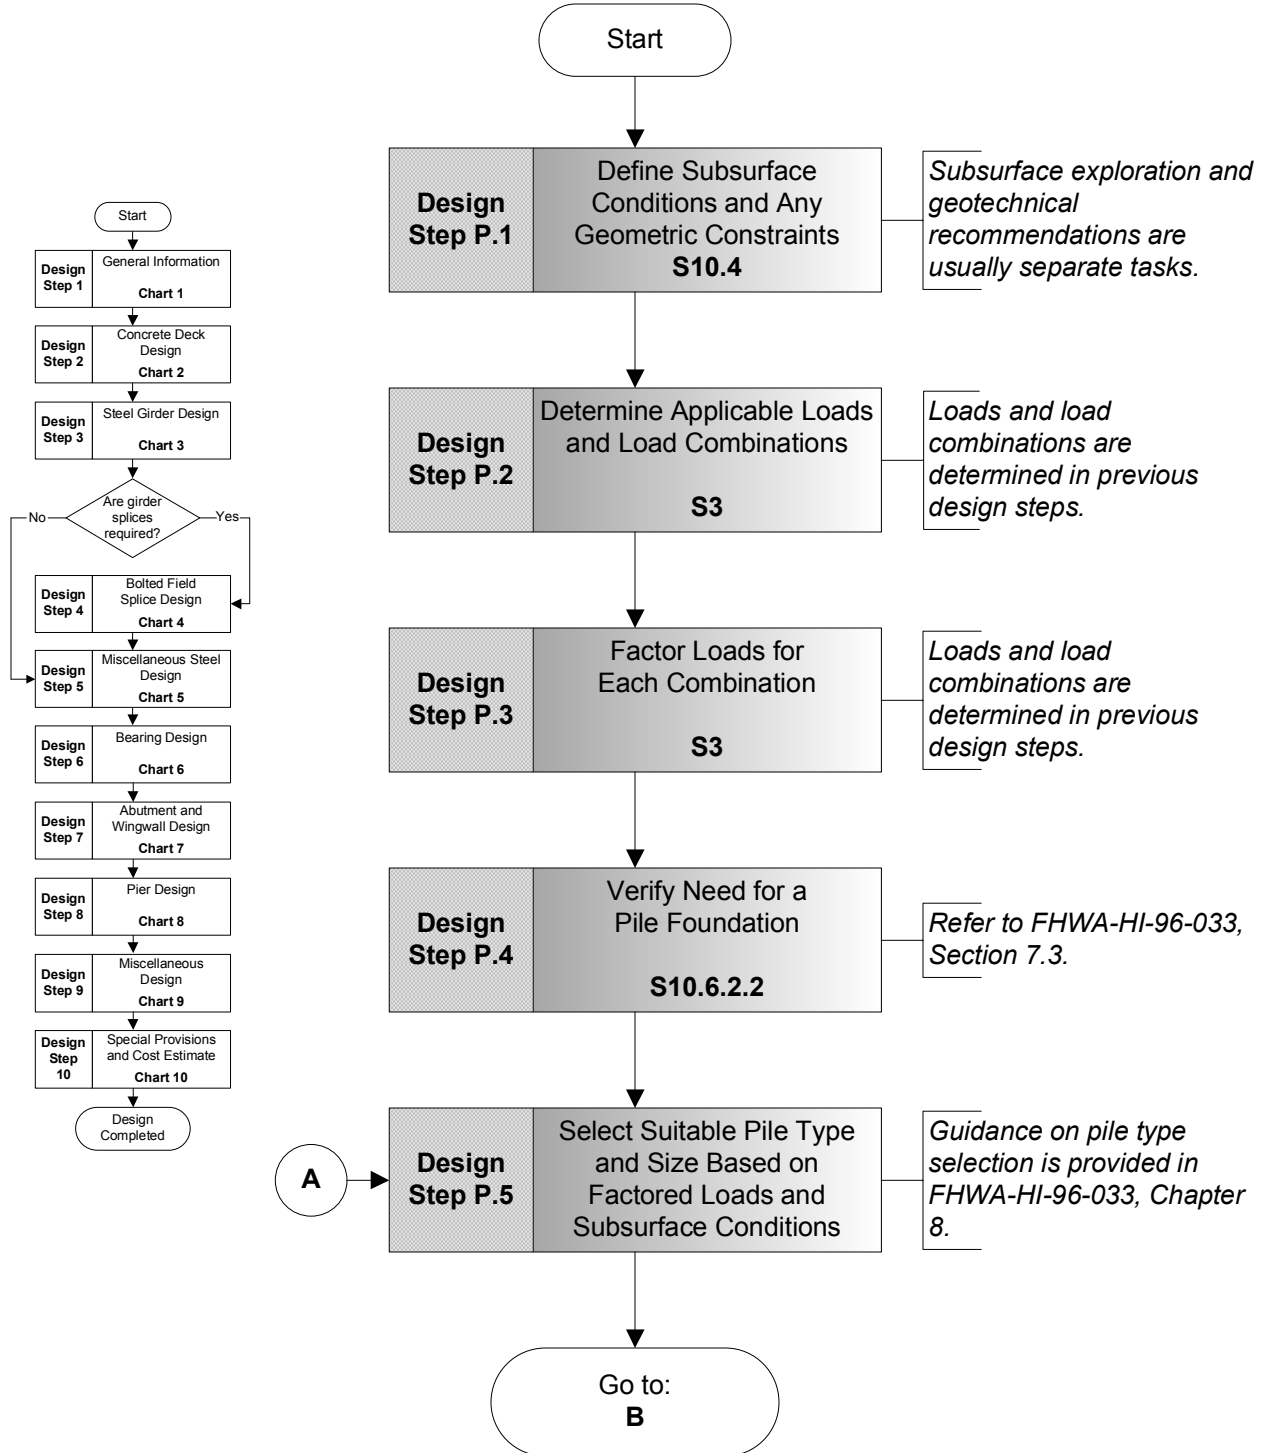 Start
Design
Step 1
General Information
Chart 1
Design
Step 2
Concrete Deck
Design
Chart 2
Design
Step 3
Steel Girder Design
Chart 3
Are girder
splices
required?
No
Yes
Design
Step 4
Bolted Field
Splice Design
Chart 4
Design
Step 5
Miscellaneous Steel
Design
Chart 5
Design
Step 6
Bearing Design
Chart 6
Design
Step 7
Abutment and
Wingwall Design
Chart 7
Design
Step 8
Pier Design
Chart 8
Design
Step 9
Miscellaneous
Design
Chart 9
Design
Step
10
Special Provisions
and Cost Estimate
Chart 10
Design
Completed
Start
Design
Step P.1
Define Subsurface
Conditions and Any
Geometric Constraints
S10.4
Subsurface exploration and
geotechnical
recommendations are
usually separate tasks.
Design
Step P.2
Determine Applicable Loads
and Load Combinations
S3
Loads and load
combinations are
determined in previous
design steps.
Design
Step P.3
Factor Loads for
Each Combination
S3
Loads and load
combinations are
determined in previous
design steps.
Design
Step P.4
Verify Need for a
Pile Foundation
S10.6.2.2
Refer to FHWA-HI-96-033,
Section 7.3.
A
Design
Step P.5
Select Suitable Pile Type
and Size Based on
Factored Loads and
Subsurface Conditions
Guidance on pile type
selection is provided in
FHWA-HI-96-033, Chapter
8.
Go to:
B